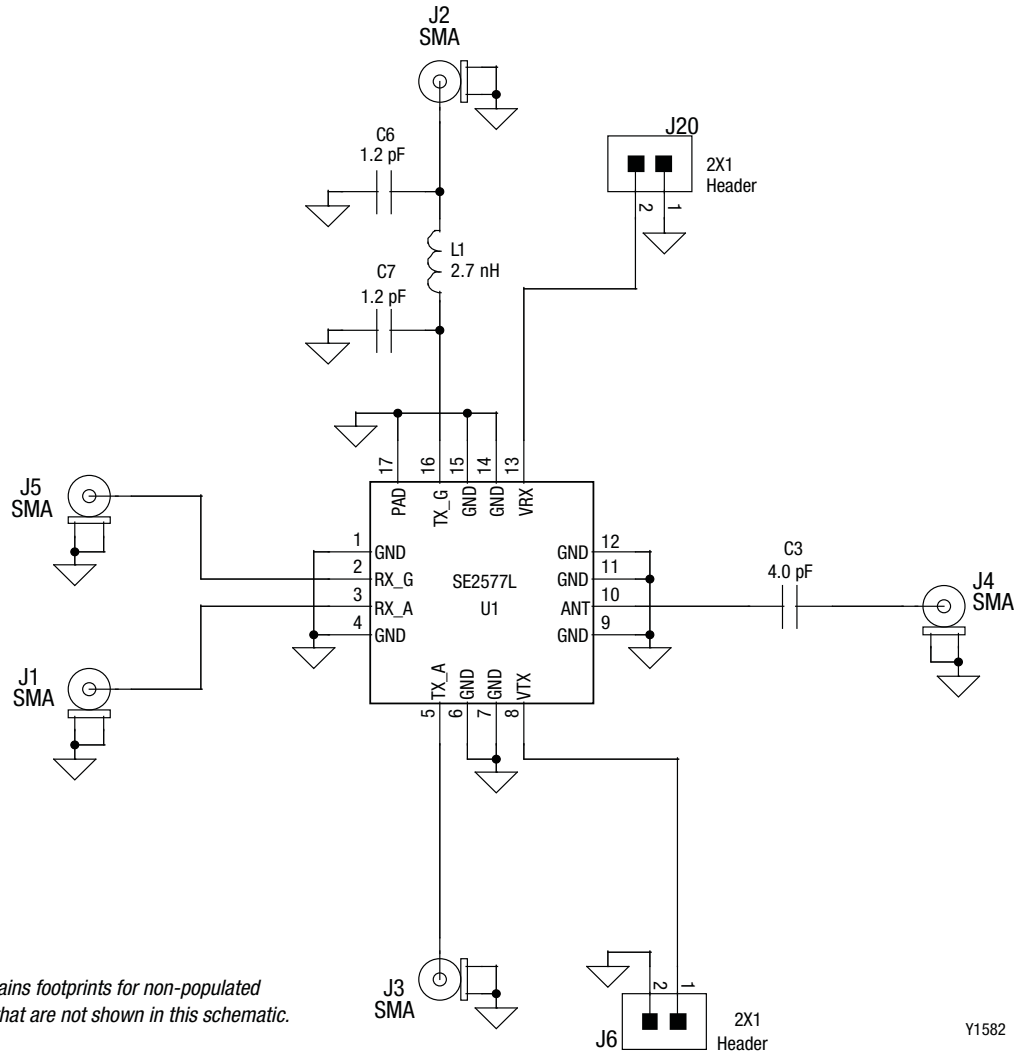 J2
SMA
C6
1.2 pF
J20
2X1
Header
2
1
L1
2.7 nH
C7
1.2 pF
17
16
15
14
13
PAD
TX_G
GND
GND
VRX
J5
SMA
1
GND
2
RX_G
3
RX_A
4
GND
SE2577L
U1
GND
12
GND
11
ANT
10
GND
9
C3
4.0 pF
J4
SMA
J1
SMA
TX_A
GND
GND
VTX
5
6
7
8
J3
SMA
2
1
J6
2X1
Header
ains footprints for non-populated
hat are not shown in this schematic.
Y1582